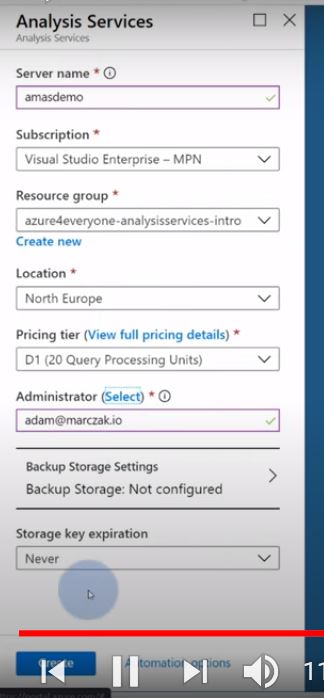 Analysis Services
Analysis Services
Server name *
amasdemo
Subscription *
Visual Studio Enterprise – MPN
Resource group *
azure4everyone-analysisservices-intro
Create new
Location *
North Europe
Pricing tier (View full pricing details) *
D1 (20 Query Processing Units)
Administrator (Select) *
adam@marczak.io
Backup Storage Settings
Backup Storage: Not configured
Storage key expiration
Never
Create
Automation options
11